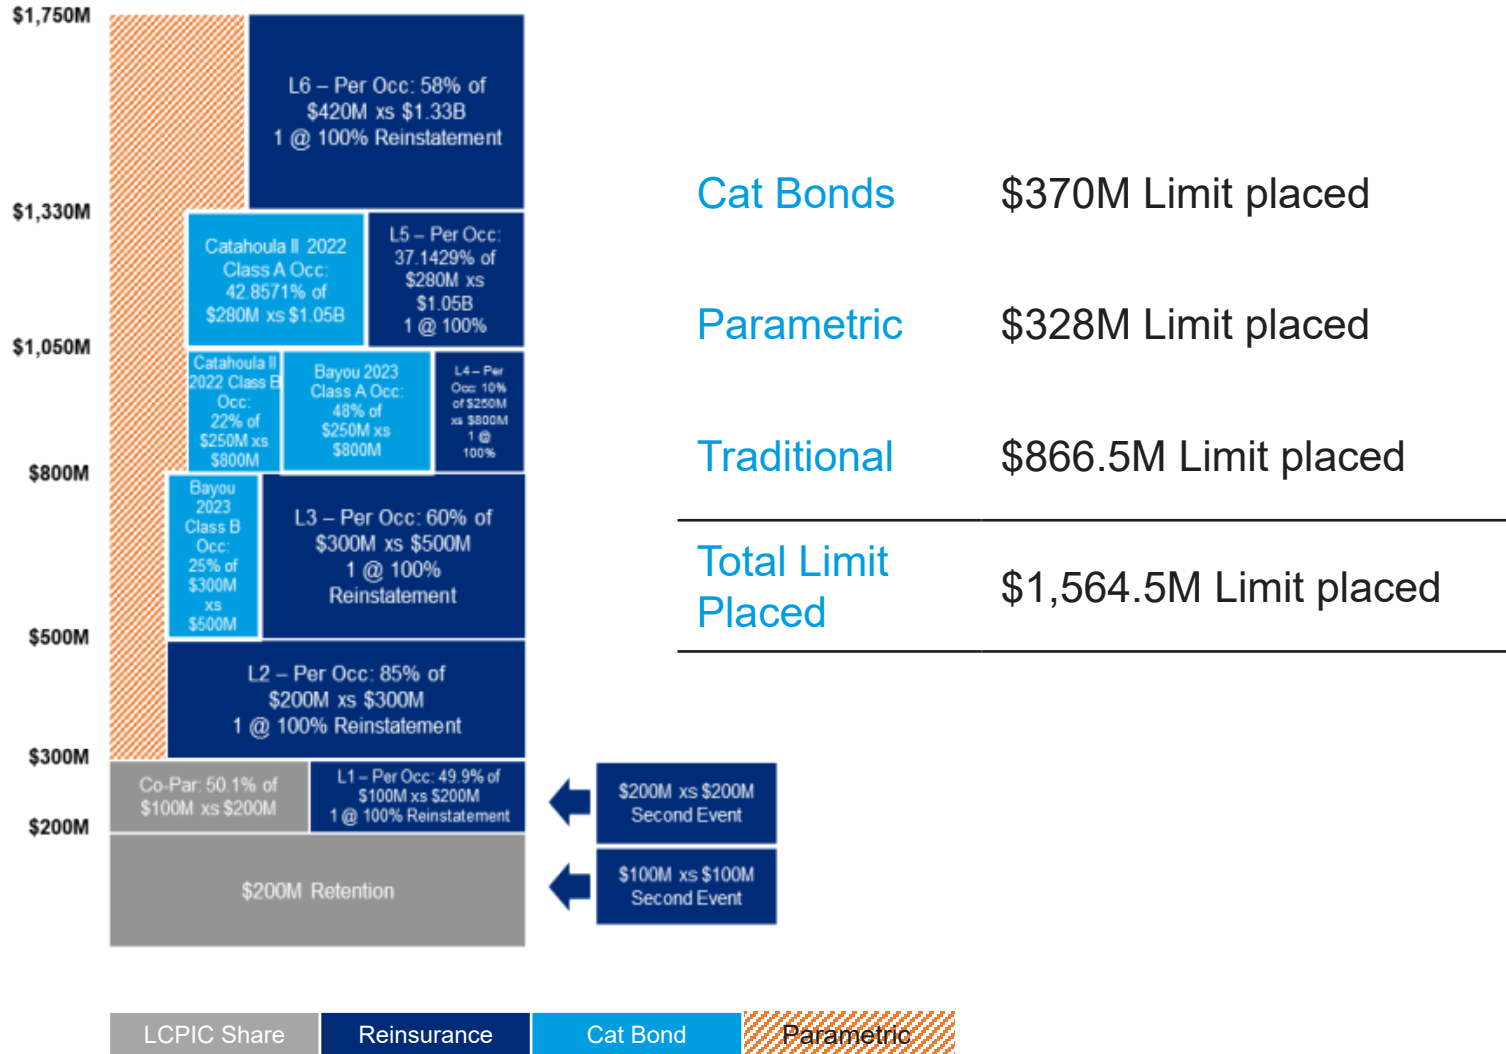 $1,750M
L6 – Per Occ: 58% of
$420M xs $1.33B
1 @ 100% Reinstatement
$1,330M
Catahoula II 2022
Class A Occ:
42.8571% of
$280M xs $1.05B
L5 – Per Occ:
37.1429% of
$280M xs
$1.05B
1 @ 100%
$1,050M
Catahoula II
2022 Class B
Occ:
22% of
$250M xs
$800M
Bayou 2023
Class A Occ:
48% of
$250M xs
$800M
L4 – Per
Occ: 10%
of $250M
xs $800M
1 @
100%
$800M
Bayou
2023
Class B
Occ:
25% of
$300M
xs
$500M
L3 – Per Occ: 60% of
$300M xs $500M
1 @ 100%
Reinstatement
$500M
L2 – Per Occ: 85% of
$200M xs $300M
1 @ 100% Reinstatement
$300M
Co-Par: 50.1% of
$100M xs $200M
L1 – Per Occ: 49.9% of
$100M xs $200M
1 @ 100% Reinstatement
$200M
$200M Retention
$200M xs $200M
Second Event
$100M xs $100M
Second Event
Cat Bonds $370M Limit placed
Parametric $328M Limit placed
Traditional $866.5M Limit placed
Total Limit
Placed
$1,564.5M Limit placed
LCPIC Share Reinsurance Cat Bond Parametric